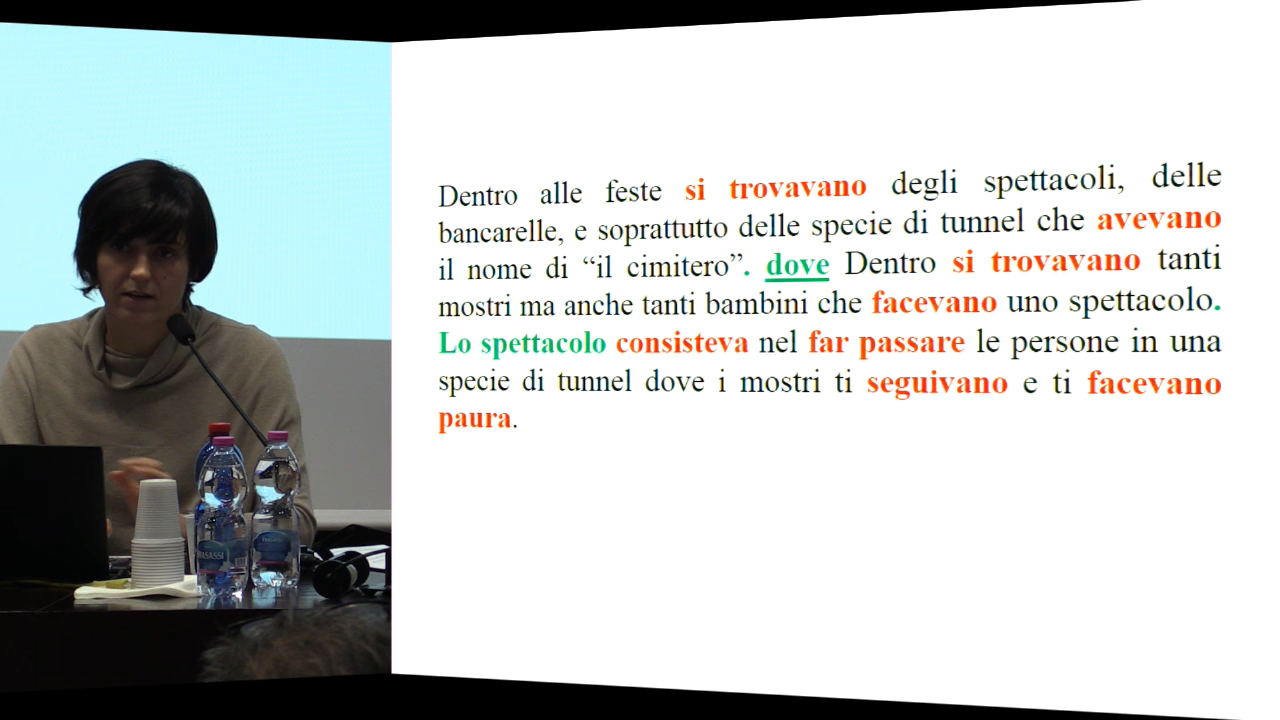 Dentro alle feste si trovavano degli spettacoli, delle
bancarelle, e soprattutto delle specie di tunnel che avevano
il nome di “il cimitero”. dove Dentro si trovavano tanti
mostri ma anche tanti bambini che facevano uno spettacolo.
Lo spettacolo consisteva nel far passare le persone in una
specie di tunnel dove i mostri ti seguivano e ti facevano
paura.